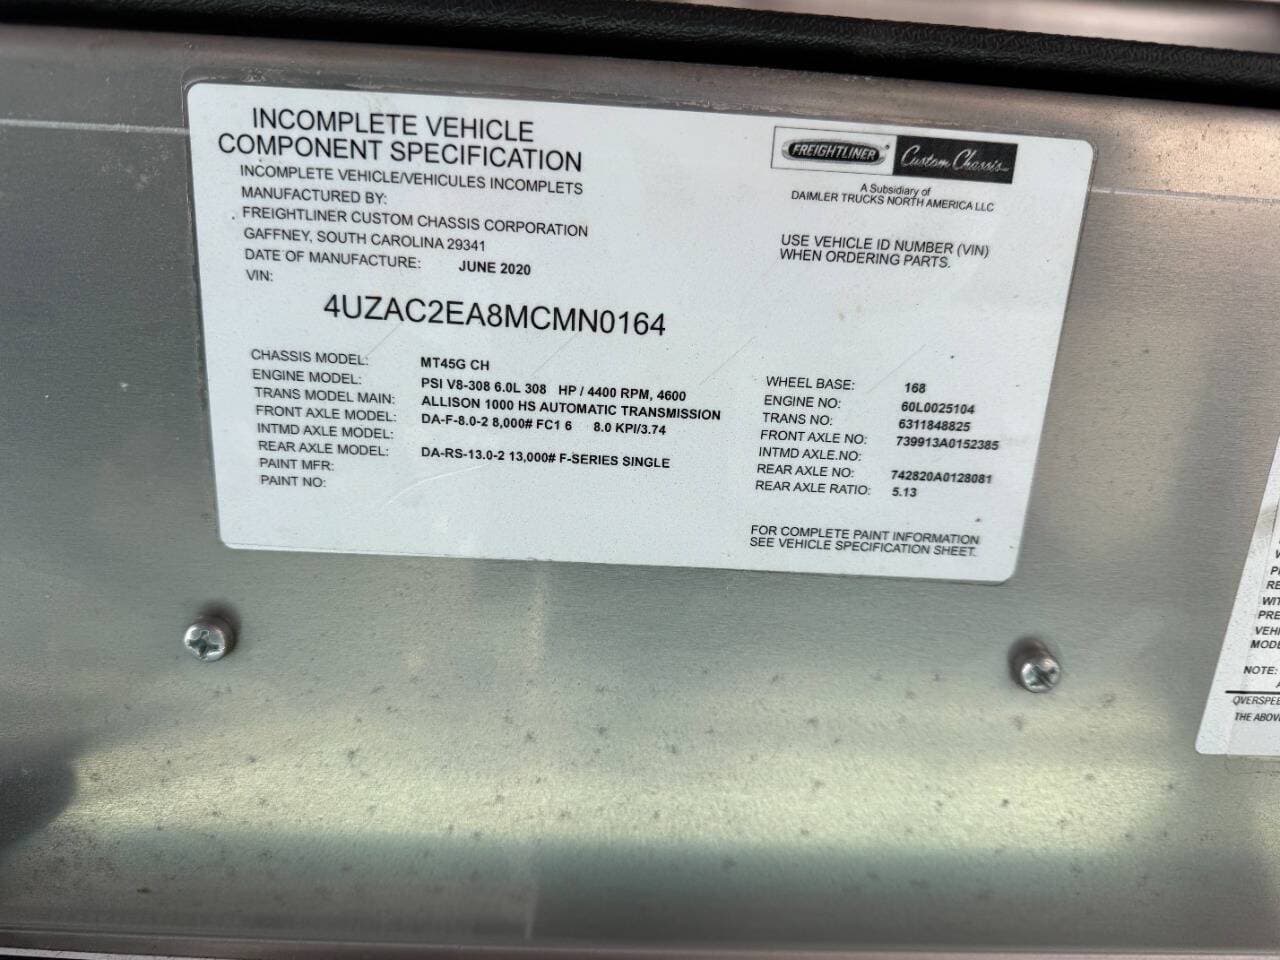 INCOMPLETE VEHICLE
COMPONENT SPECIFICATION
INCOMPLETE VEHICLE/VEHICULES INCOMPLETS
MANUFACTURED BY:
FREIGHTLINER CUSTOM CHASSIS CORPORATION
GAFFNEY, SOUTH CAROLINA 29341
DATE OF MANUFACTURE: JUNE 2020
VIN:
4UZAC2EA8MCMN0164
FREIGHTLINER Custom Chassis
A Subsidiary of
DAIMLER TRUCKS NORTH AMERICA LLC
USE VEHICLE ID NUMBER (VIN)
WHEN ORDERING PARTS.
CHASSIS MODEL: MT45G CH
ENGINE MODEL: PSI V8-308 6.0L 308 HP / 4400 RPM, 4600
TRANS MODEL MAIN: ALLISON 1000 HS AUTOMATIC TRANSMISSION
FRONT AXLE MODEL: DA-F-8.0-2 8,000# FC1 6 8.0 KPI/3.74
INTMD AXLE MODEL:
REAR AXLE MODEL: DA-RS-13.0-2 13,000# F-SERIES SINGLE
PAINT MFR:
PAINT NO:
WHEEL BASE: 168
ENGINE NO: 60L0025104
TRANS NO: 6311848825
FRONT AXLE NO: 739913A0152385
INTMD AXLE.NO:
REAR AXLE NO: 742820A0128081
REAR AXLE RATIO: 5.13
FOR COMPLETE PAINT INFORMATION
SEE VEHICLE SPECIFICATION SHEET.
WIT
PRE
VEHI
MODE
NOTE:
OVERSPEE
THE ABOV